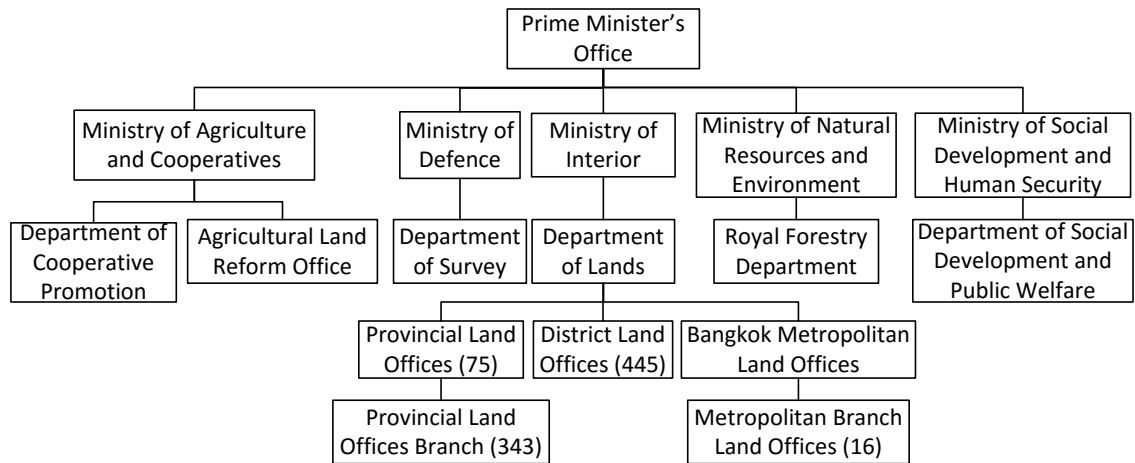 Prime Minister's
Office
Ministry of Agriculture
and Cooperatives
Ministry of
Defence
Ministry of
Interior
Ministry of Natural
Resources and
Environment
Ministry of Social
Development and
Human Security
Department of
Cooperative
Promotion
Agricultural Land
Reform Office
Department
of Survey
Department
of Lands
Royal Forestry
Department
Department of Social
Development and
Public Welfare
Provincial Land
Offices (75)
District Land
Offices (445)
Bangkok Metropolitan
Land Offices
Provincial Land
Offices Branch (343)
Metropolitan Branch
Land Offices (16)